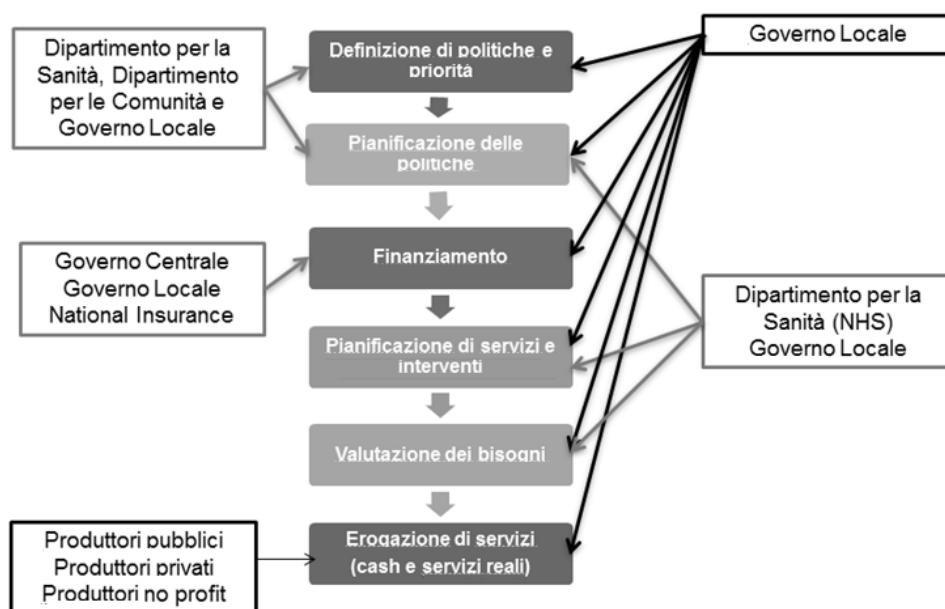 Dipartimento per la
Sanità, Dipartimento
per le Comunità e
Governo Locale
Definizione di politiche e
priorità
Governo Locale
Pianificazione delle
politiche
Governo Centrale
Governo Locale
National Insurance
Finanziamento
Dipartimento per la
Sanità (NHS)
Governo Locale
Pianificazione di servizi e
interventi
Valutazione dei bisogni
Produttori pubblici
Produttori privati
Produttori no profit
Erogazione di servizi
(cash e servizi reali)